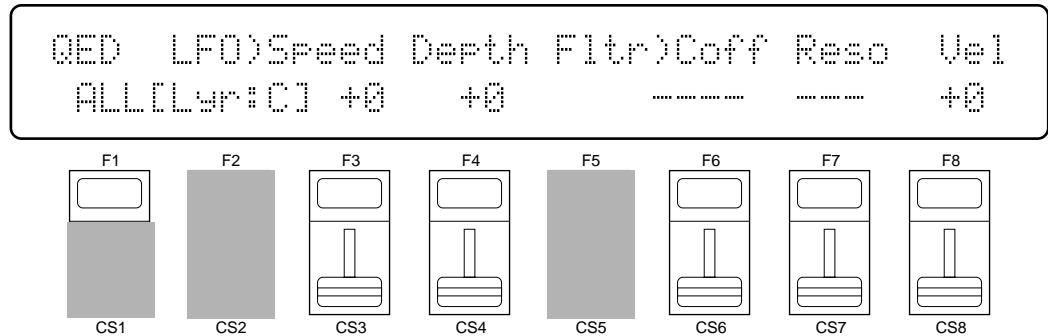 QED LFO)Speed Depth Fltr)Coff Reso Vel
ALL[Lyr:C] +0 +0 ---- --- +0
F1 F2 F3 F4 F5 F6 F7 F8
CS1 CS2 CS3 CS4 CS5 CS6 CS7 CS8